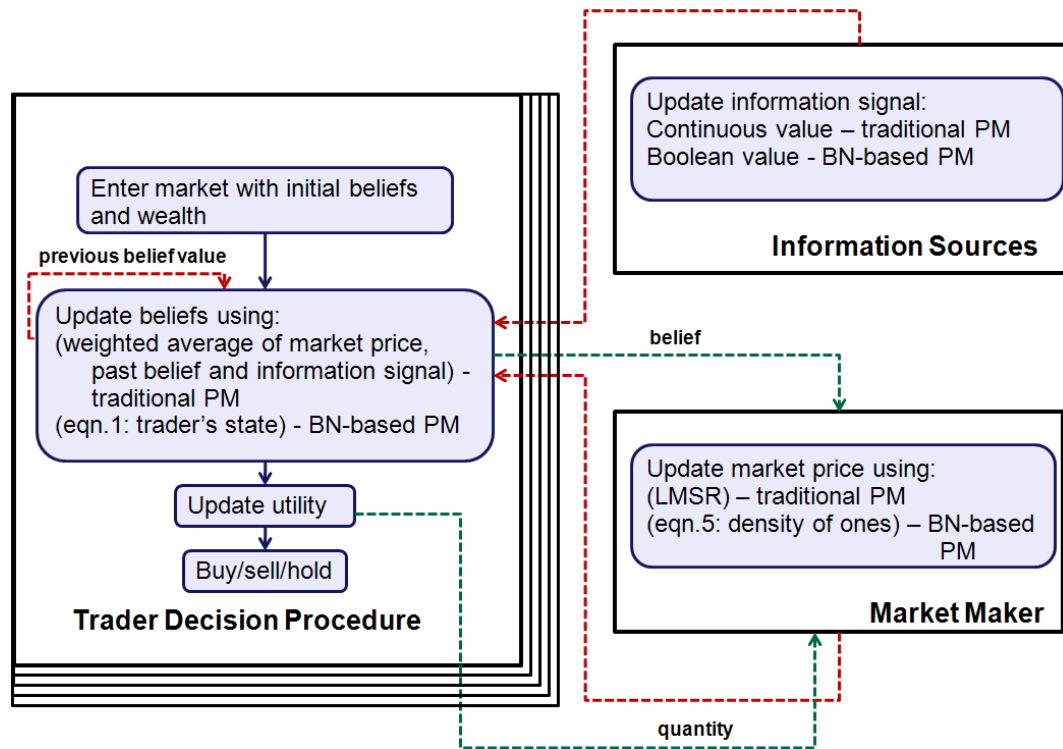 Enter market with initial beliefs
and wealth
previous belief value
Update beliefs using:
(weighted average of market price,
past belief and information signal) -
traditional PM
(eqn.1: trader's state) - BN-based PM
Update utility
Buy/sell/hold
Trader Decision Procedure
Update information signal:
Continuous value – traditional PM
Boolean value - BN-based PM
Information Sources
belief
Update market price using:
(LMSR) – traditional PM
(eqn.5: density of ones) – BN-based
PM
Market Maker
quantity